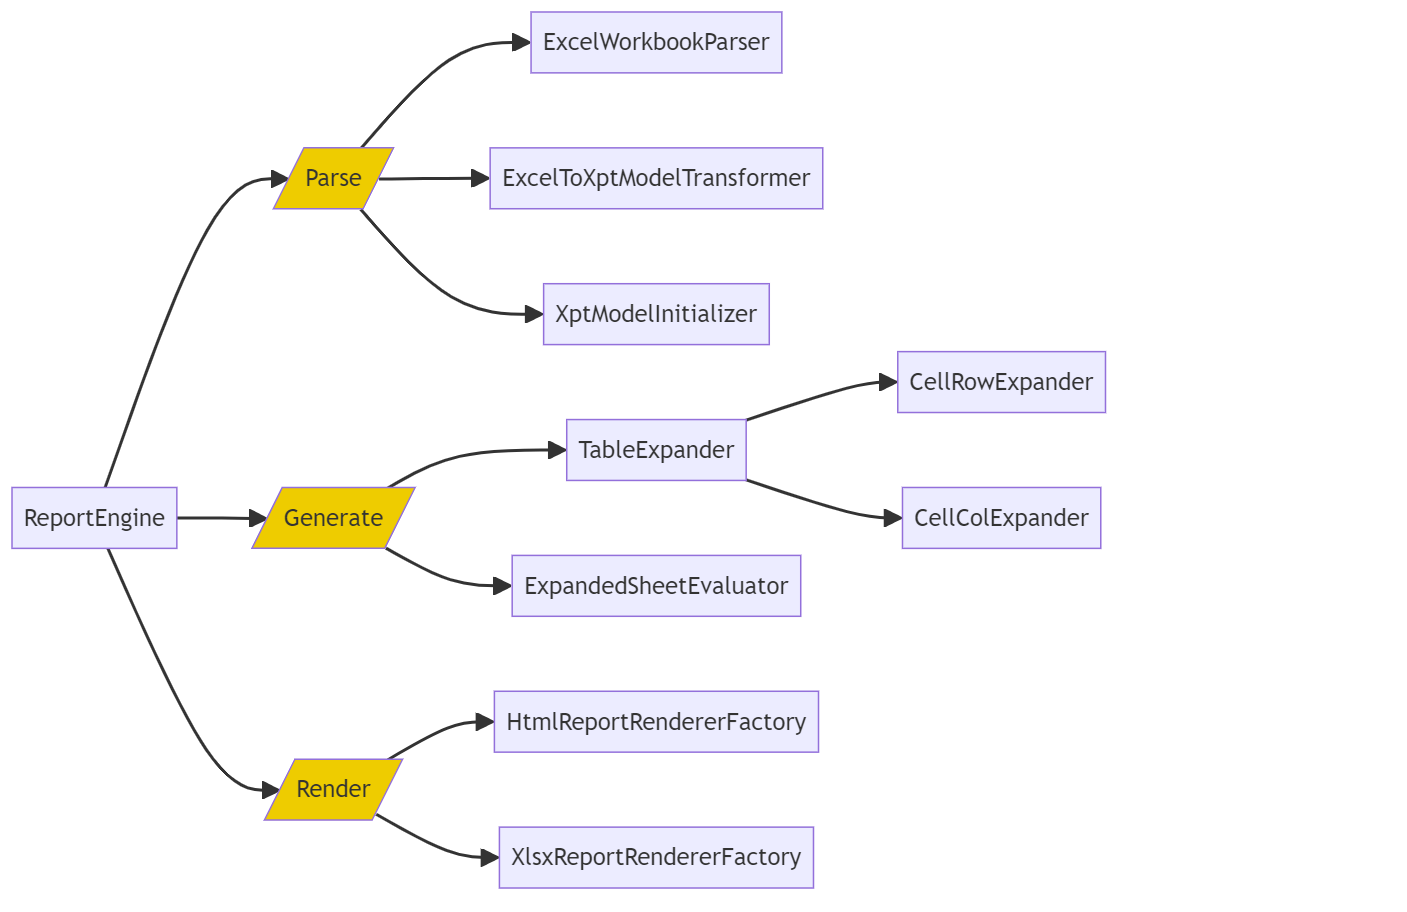 ExcelWorkbookParser
Parse
ExcelToXptModelTransformer
XptModelInitializer
CellRowExpander
TableExpander
ReportEngine
Generate
CellColExpander
ExpandedSheetEvaluator
HtmlReportRendererFactory
Render
XlsxReportRendererFactory